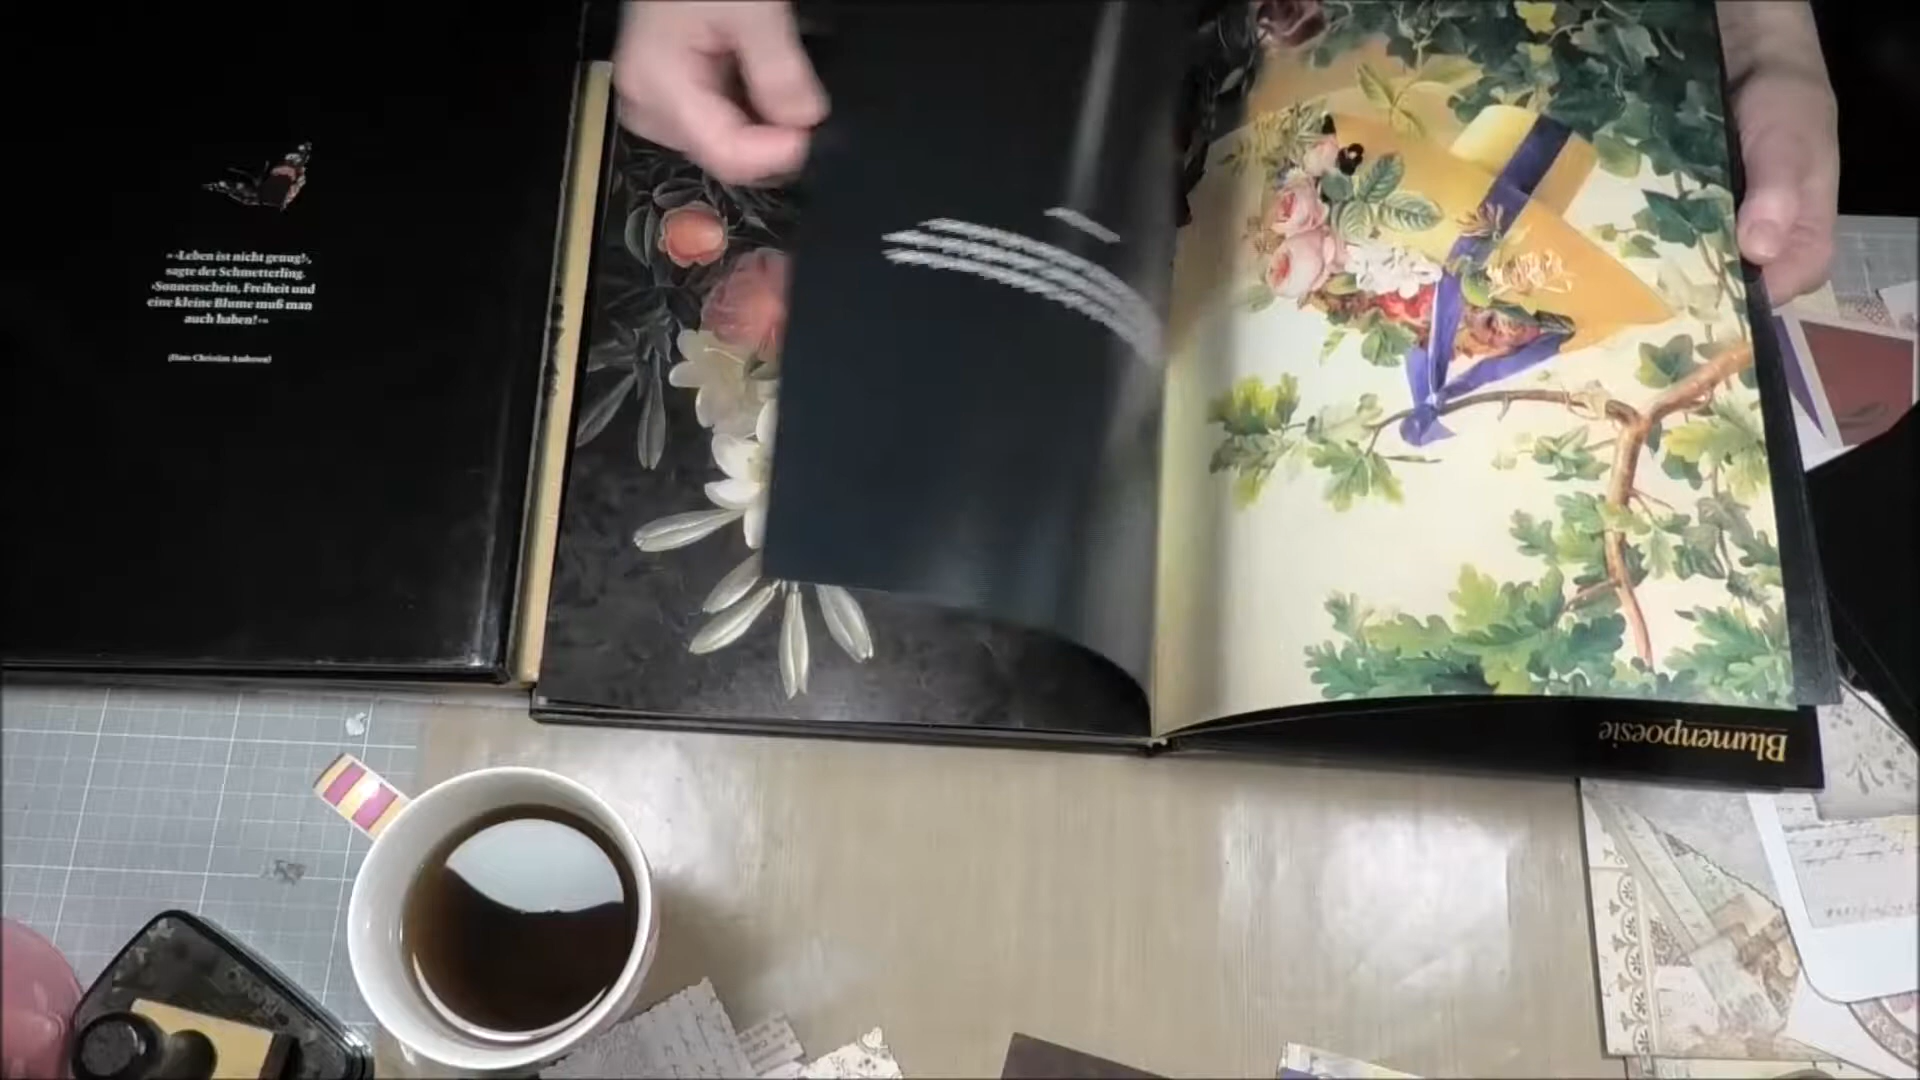 »›Leben ist nicht genug!‹,
sagte der Schmetterling.
›Sonnenschein, Freiheit und
eine kleine Blume muß man
auch haben!‹«
(Hans Christian Andersen)
Blumenpoesie